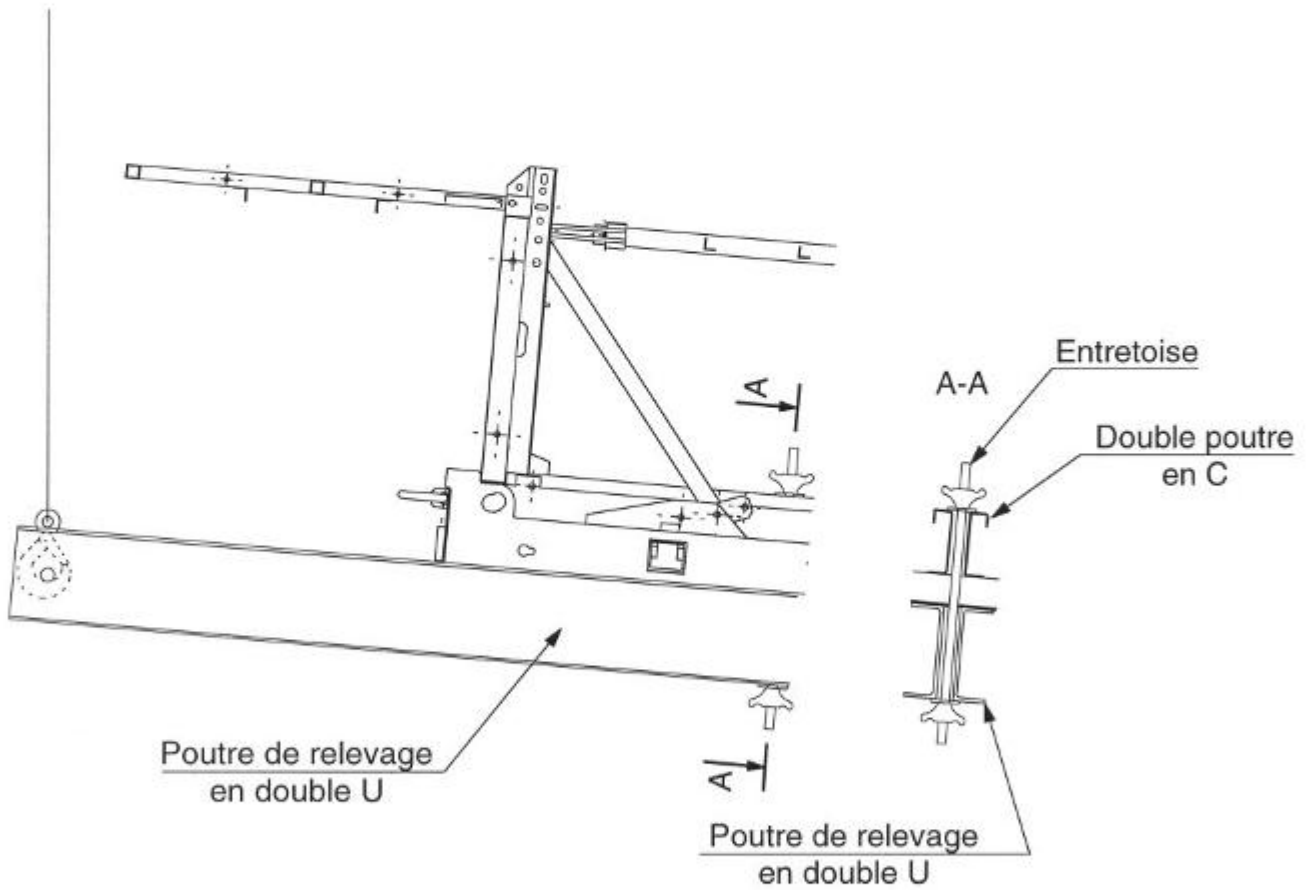 Entretoise
A-A
Double poutre
en C
A
Poutre de relevage
en double U
A
Poutre de relevage
en double U
L
L